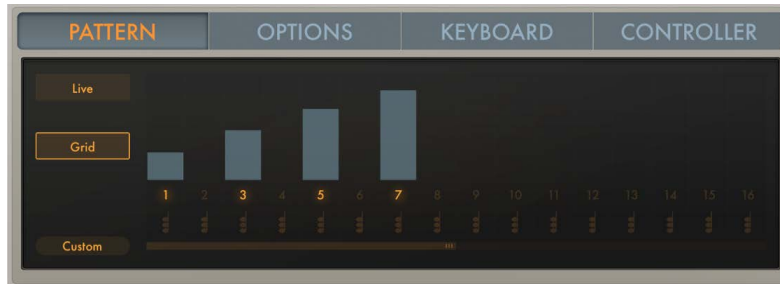 PATTERN OPTIONS KEYBOARD CONTROLLER
Live
Grid
1 2 3 4 5 6 7 8 9 10 11 12 13 14 15 16
Custom